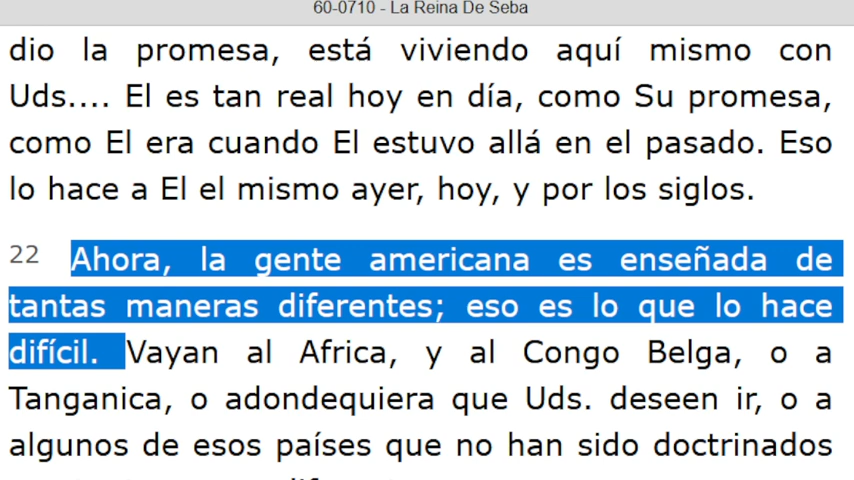 60-0710 - La Reina De Seba
dio la promesa, está viviendo aquí mismo con
Uds.... El es tan real hoy en día, como Su promesa,
como El era cuando El estuvo allá en el pasado. Eso
lo hace a El el mismo ayer, hoy, y por los siglos.
22 Ahora, la gente americana es enseñada de
tantas maneras diferentes; eso es lo que lo hace
difícil. Vayan al Africa, y al Congo Belga, o a
Tanganica, o adondequiera que Uds. deseen ir, o a
algunos de esos países que no han sido doctrinados